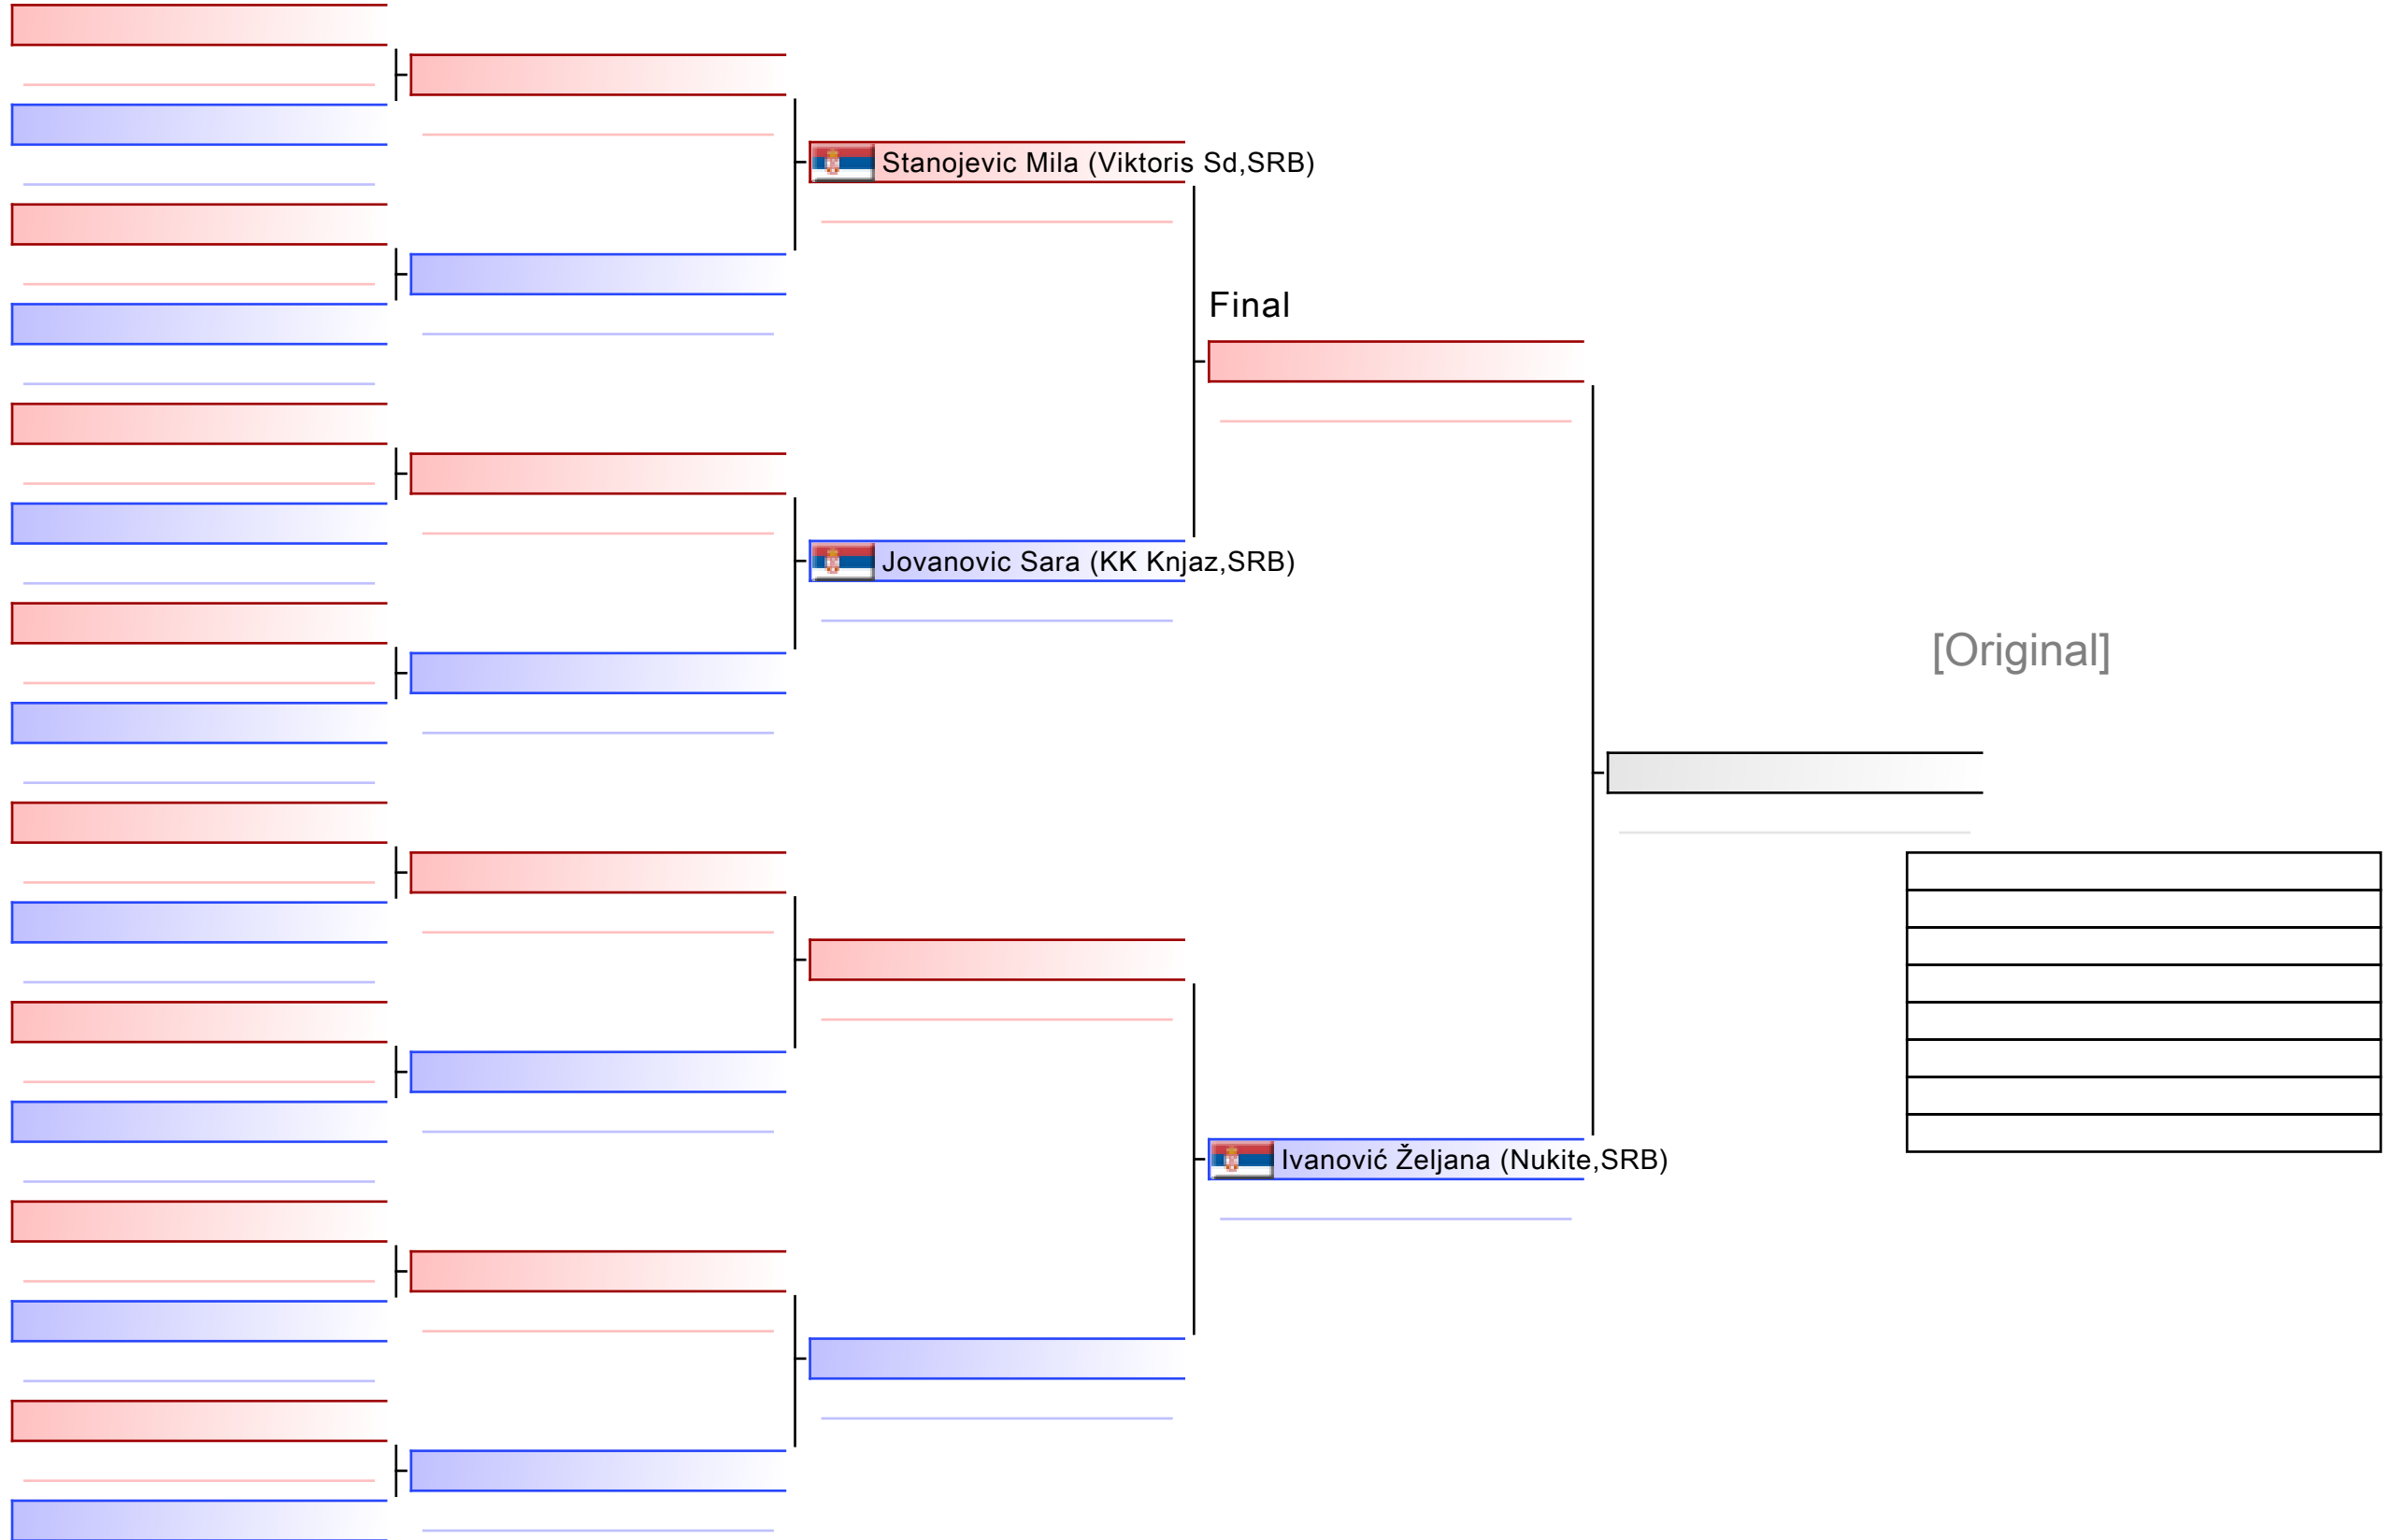 Stanojevic Mila (Viktoris Sd,SRB)
Final
Jovanovic Sara (KK Knjaz,SRB)
[Original]
Ivanović Željana (Nukite,SRB)